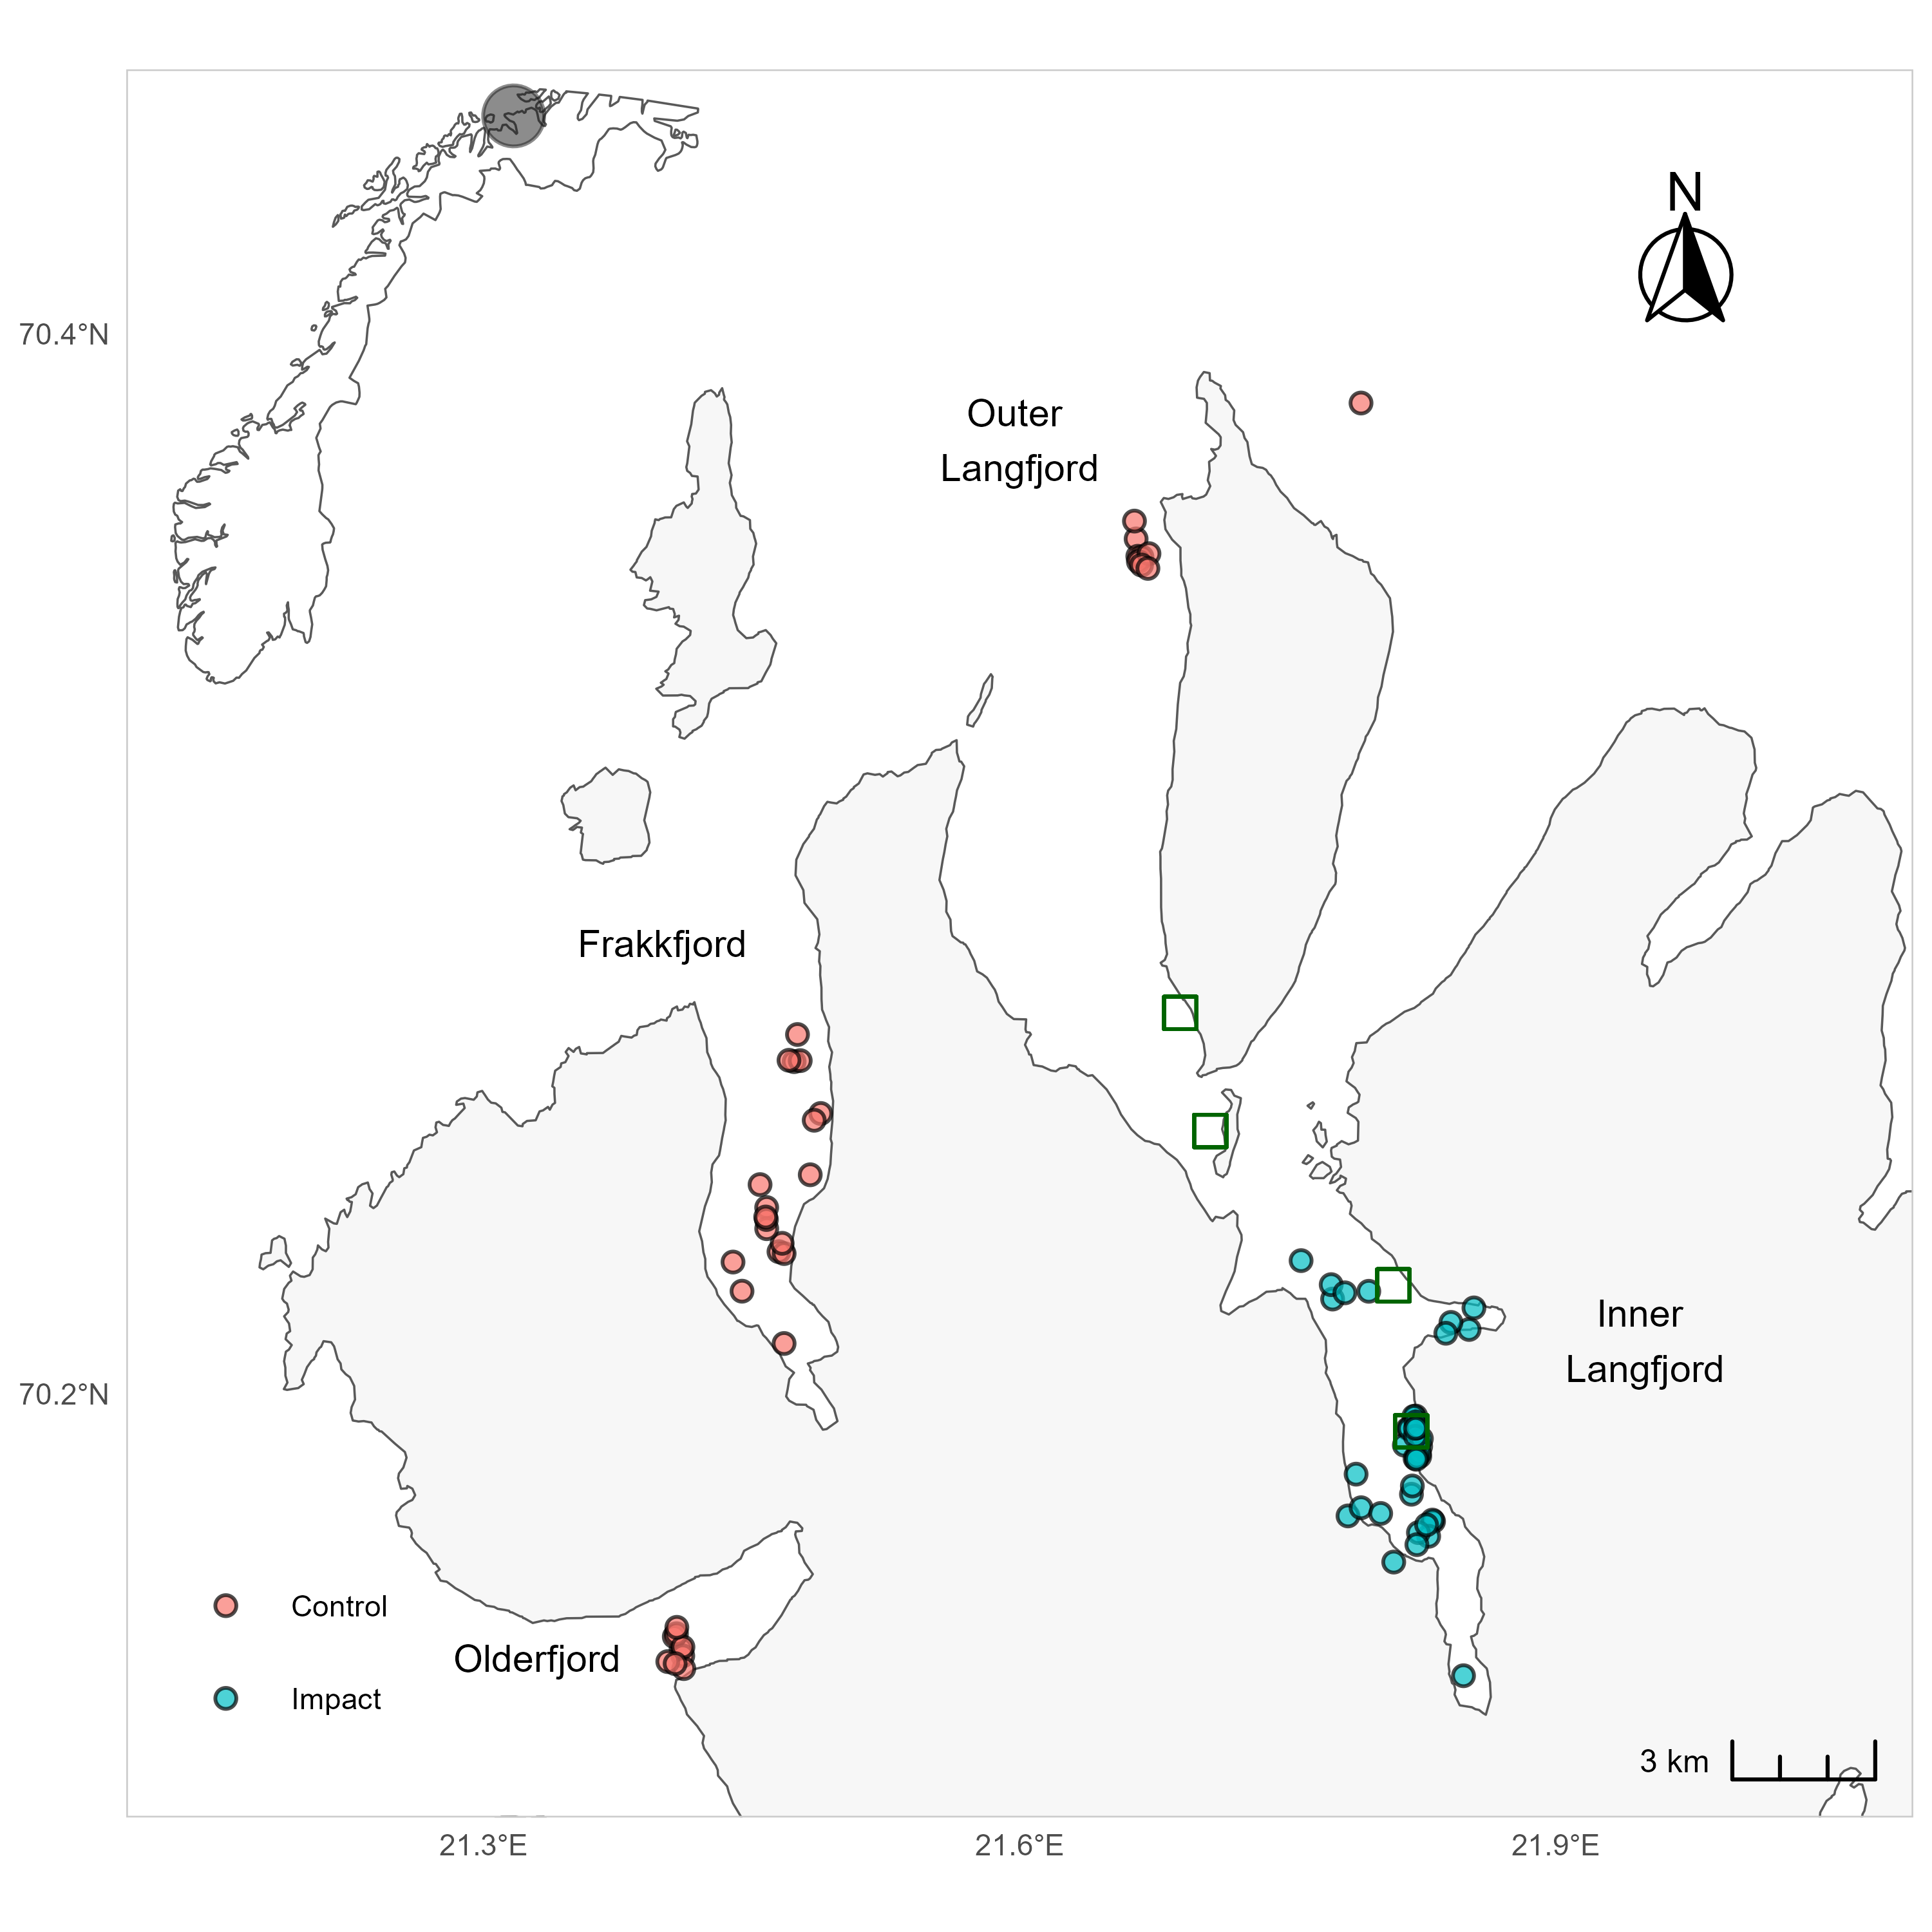 N
70.4°N
Outer
Langfjord
Frakkfjord
Inner
Langfjord
70.2°N
Control
Olderfjord
Impact
3 km
21.3°E
21.6°E
21.9°E